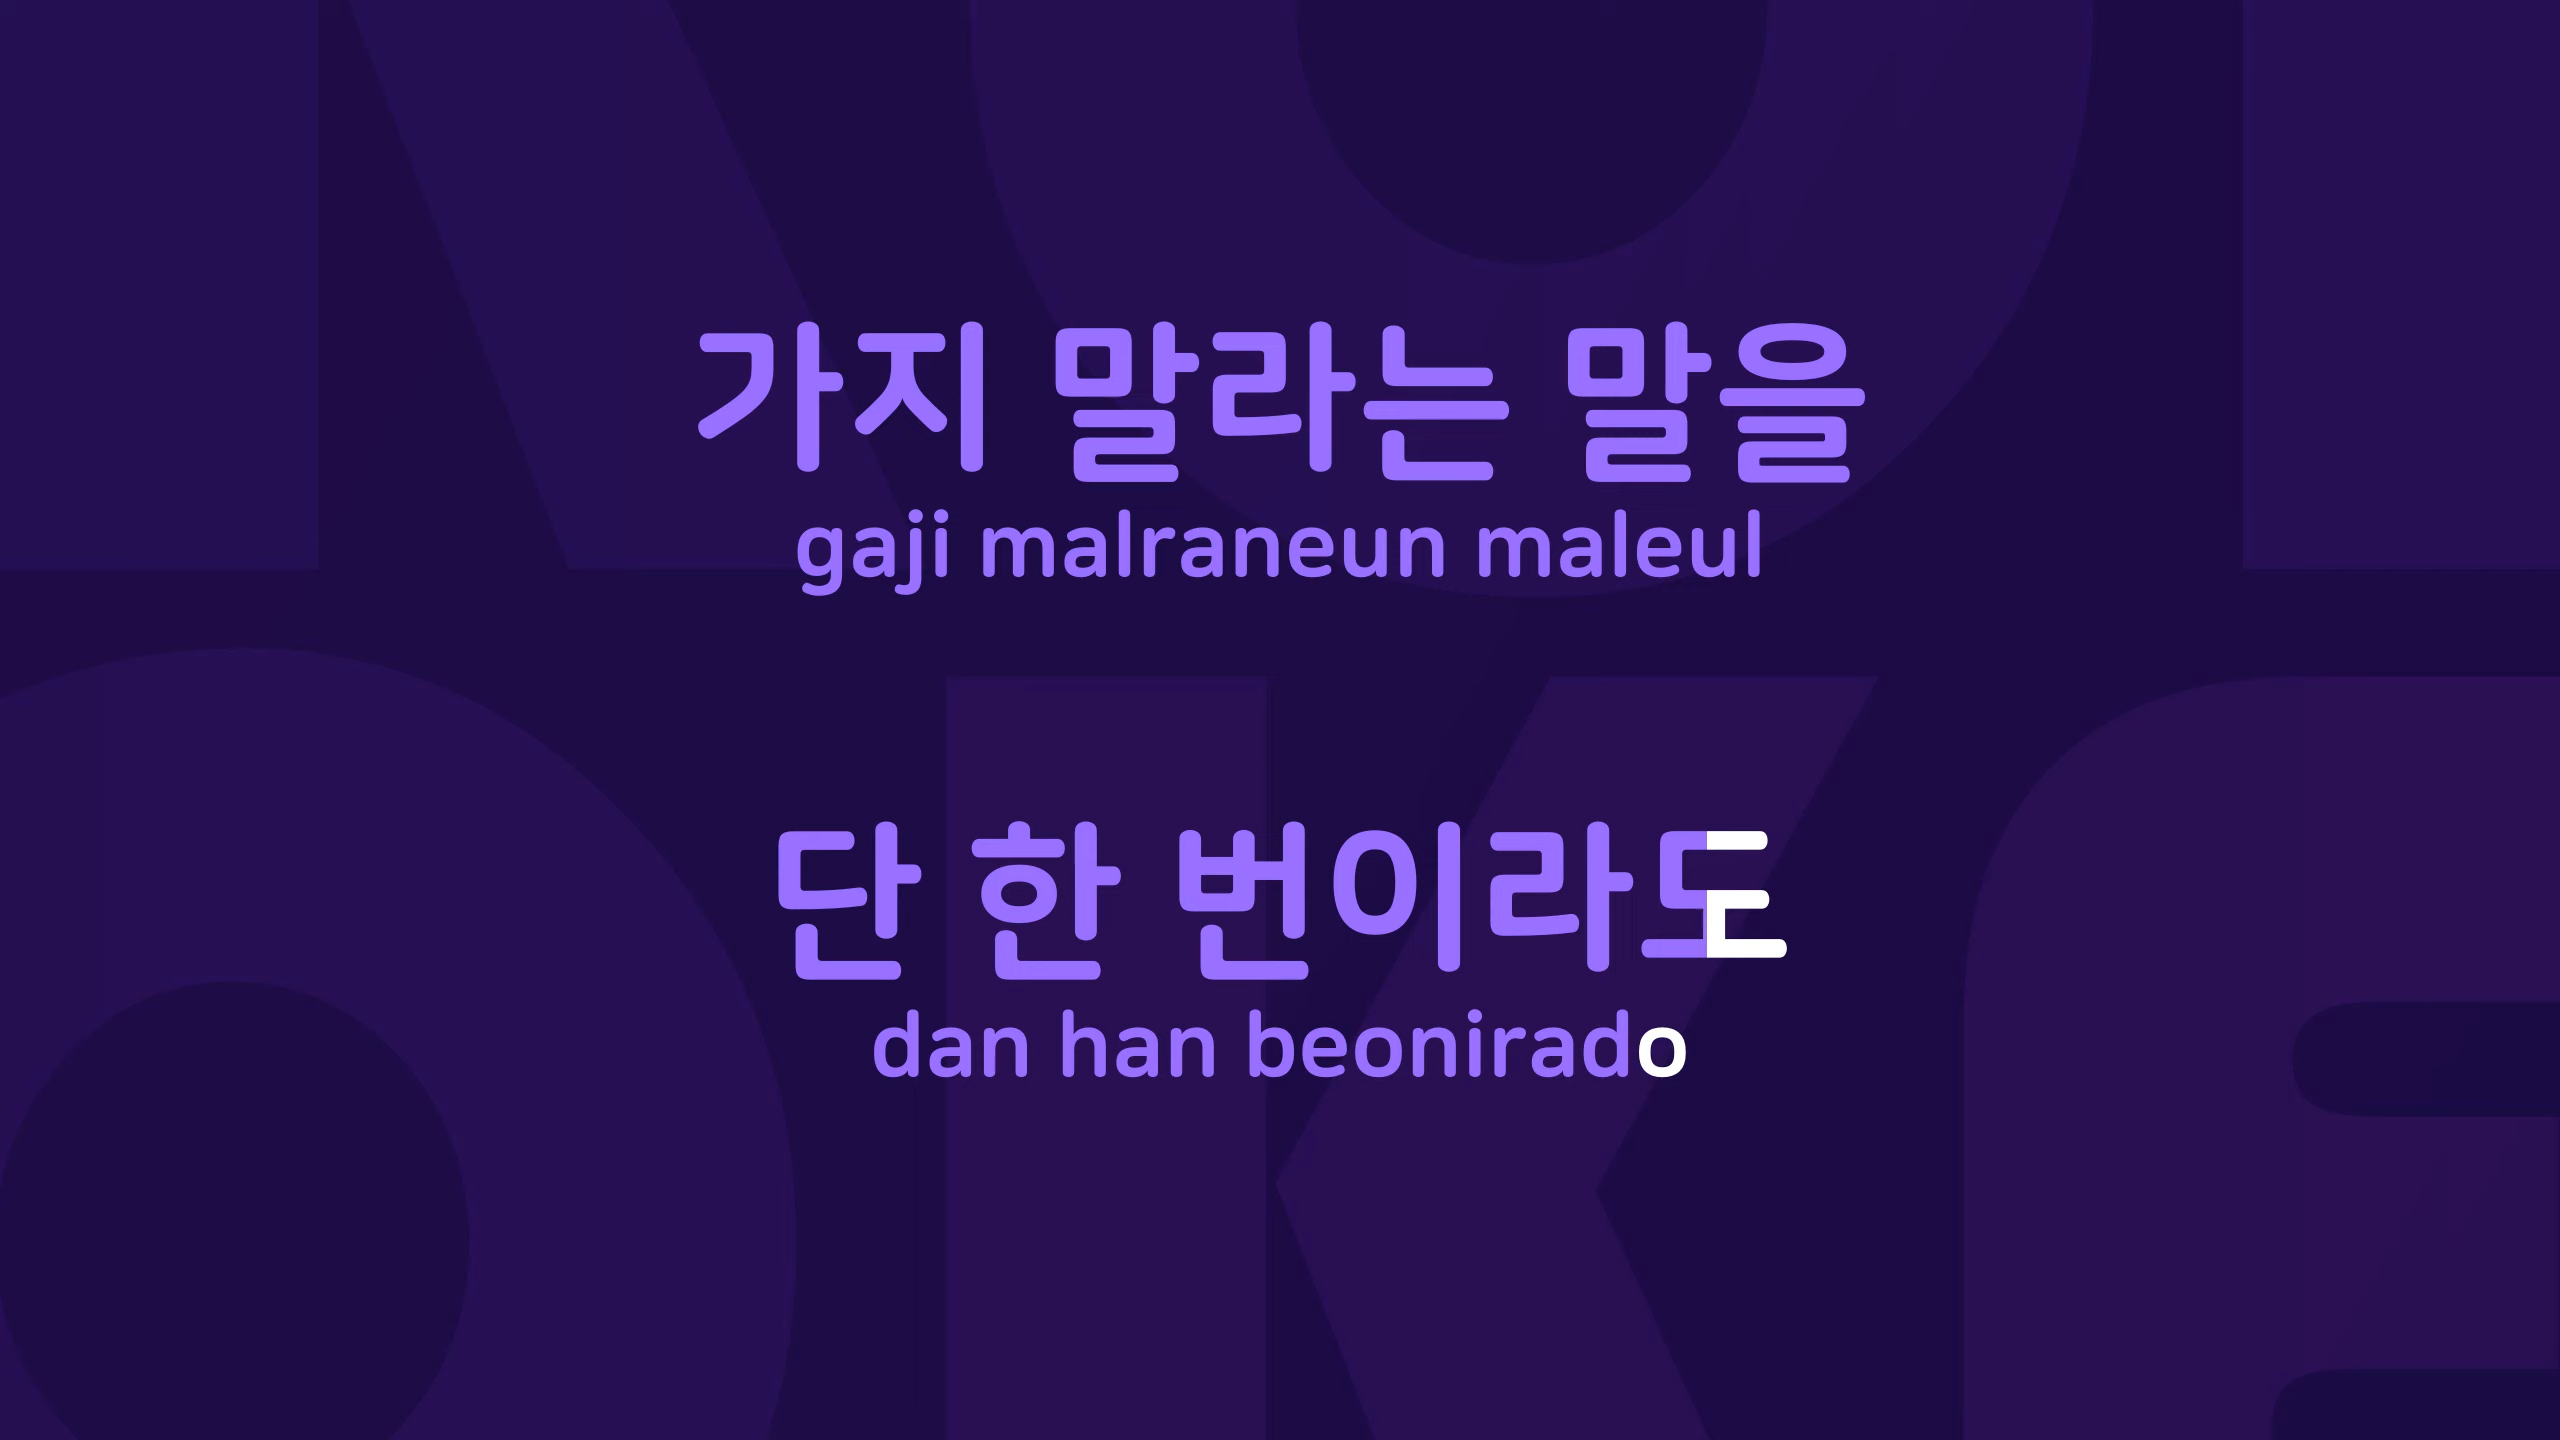 가지 말라는 말을
gaji malraneun maleul
단 한 번이라도
dan han beonirado